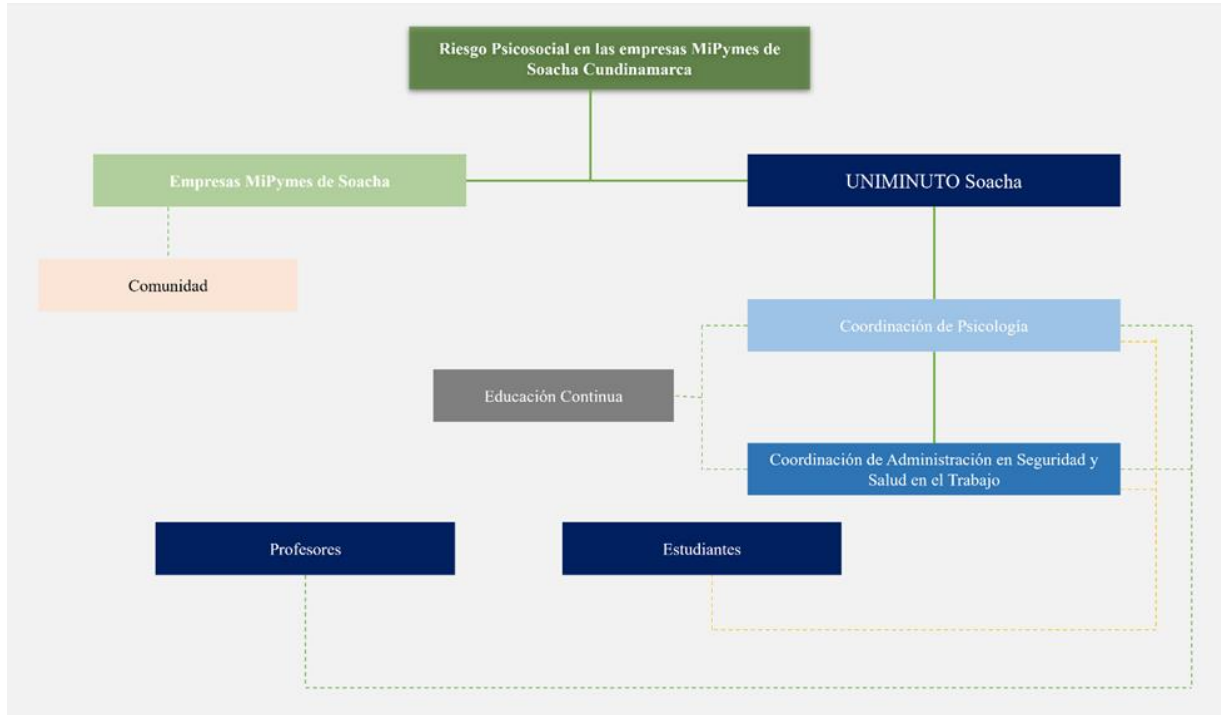 Riesgo Psicosocial en las empresas MiPymes de
Soacha Cundinamarca
Empresas MiPymes de Soacha
UNIMINUTO Soacha
Comunidad
Coordinación de Psicología
Educación Continua
Coordinación de Administración en Seguridad y
Salud en el Trabajo
Profesores
Estudiantes